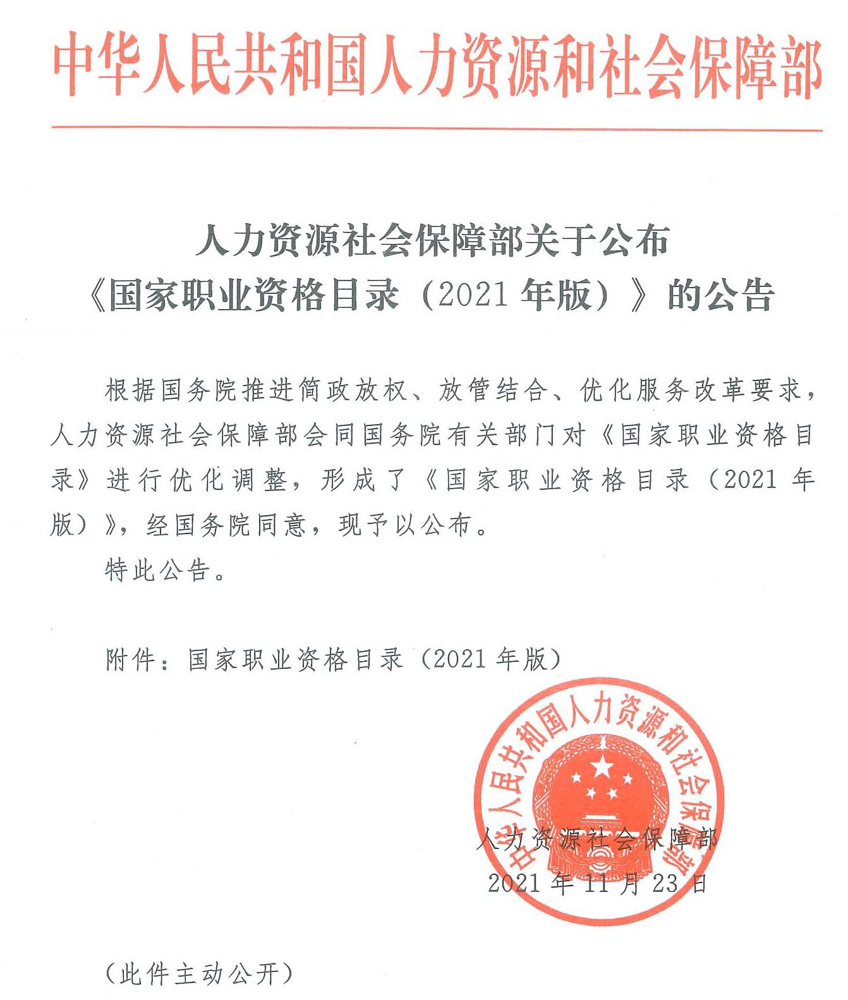 中华人民共和国人力资源和社会保障部
人力资源社会保障部关于公布
《国家职业资格目录（2021年版）》的公告
根据国务院推进简政放权、放管结合、优化服务改革要求，
人力资源社会保障部会同国务院有关部门对《国家职业资格目
录》进行优化调整，形成了《国家职业资格目录（2021 年
版）》，经国务院同意，现予以公布。
特此公告。
附件：国家职业资格目录（2021年版）
中华人民共和国人力资源和社会保障部
人力资源社会保障部
2021年11月23日
（此件主动公开）